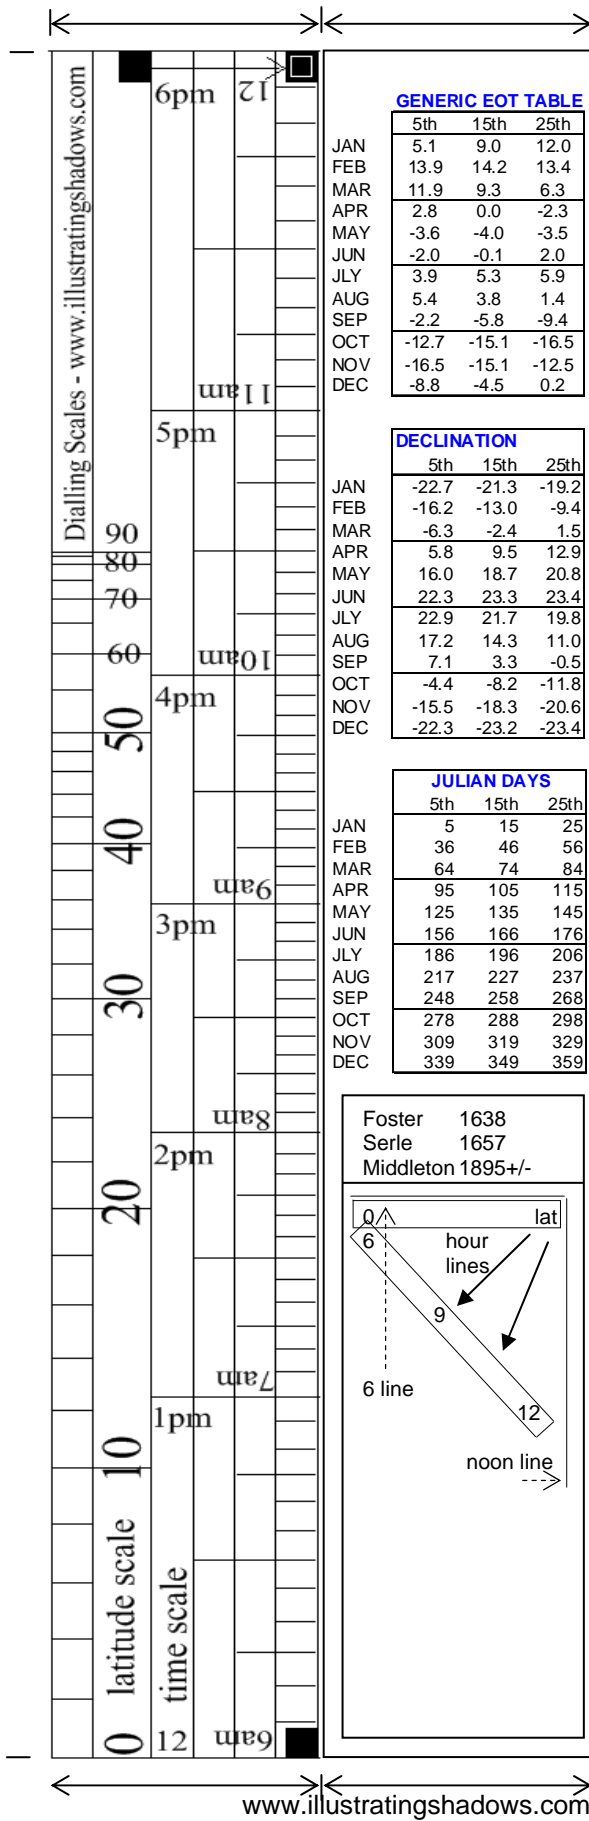 Dialling Scales - www.illustratingshadows.com
90
80
70
60
50
40
30
20
10
0
latitude scale
6pm
5pm
4pm
3pm
2pm
1pm
12
time scale
12
11am
10am
9am
8am
7am
6am
GENERIC EOT TABLE
5th 15th 25th
JAN 5.1 9.0 12.0
FEB 13.9 14.2 13.4
MAR 11.9 9.3 6.3
APR 2.8 0.0 -2.3
MAY -3.6 -4.0 -3.5
JUN -2.0 -0.1 2.0
JLY 3.9 5.3 5.9
AUG 5.4 3.8 1.4
SEP -2.2 -5.8 -9.4
OCT -12.7 -15.1 -16.5
NOV -16.5 -15.1 -12.5
DEC -8.8 -4.5 0.2
DECLINATION
5th 15th 25th
JAN -22.7 -21.3 -19.2
FEB -16.2 -13.0 -9.4
MAR -6.3 -2.4 1.5
APR 5.8 9.5 12.9
MAY 16.0 18.7 20.8
JUN 22.3 23.3 23.4
JLY 22.9 21.7 19.8
AUG 17.2 14.3 11.0
SEP 7.1 3.3 -0.5
OCT -4.4 -8.2 -11.8
NOV -15.5 -18.3 -20.6
DEC -22.3 -23.2 -23.4
JULIAN DAYS
5th 15th 25th
JAN 5 15 25
FEB 36 46 56
MAR 64 74 84
APR 95 105 115
MAY 125 135 145
JUN 156 166 176
JLY 186 196 206
AUG 217 227 237
SEP 248 258 268
OCT 278 288 298
NOV 309 319 329
DEC 339 349 359
Foster 1638
Serle 1657
Middleton 1895+/-
0 lat
6 hour
lines
9
6 line
12
noon line
www.illustratingshadows.com